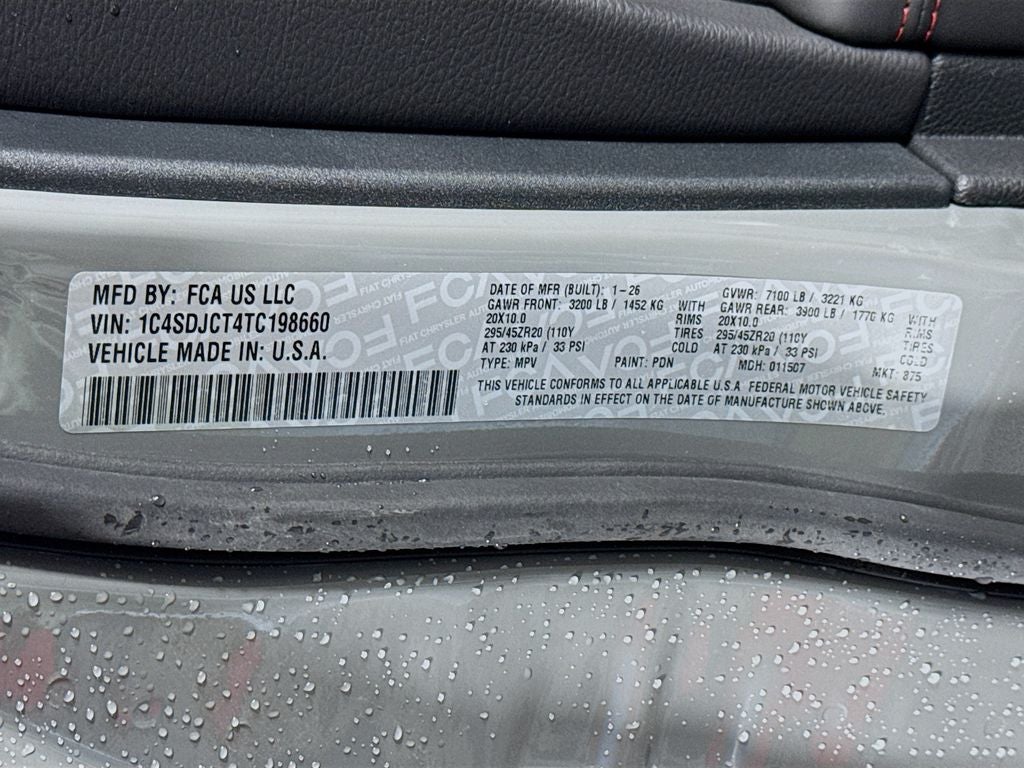 MFD BY: FCA US LLC
VIN: 1C4SDJCT4TC198660
VEHICLE MADE IN: U.S.A.
DATE OF MFR (BUILT): 1-26
GVWR: 7100 LB / 3221 KG
GAWR FRONT: 3200 LB / 1452 KG WITH
GAWR REAR: 3900 LB / 1770 KG WITH
20X10.0 RIMS
20X10.0 RIMS
295/45ZR20 (110Y TIRES
295/45ZR20 (110Y TIRES
AT 230 kPa / 33 PSI COLD
AT 230 kPa / 33 PSI COLD
TYPE: MPV PAINT: PDN MDH: 011507 MKT: 875
THIS VEHICLE CONFORMS TO ALL APPLICABLE U.S.A FEDERAL MOTOR VEHICLE SAFETY
STANDARDS IN EFFECT ON THE DATE OF MANUFACTURE SHOWN ABOVE.